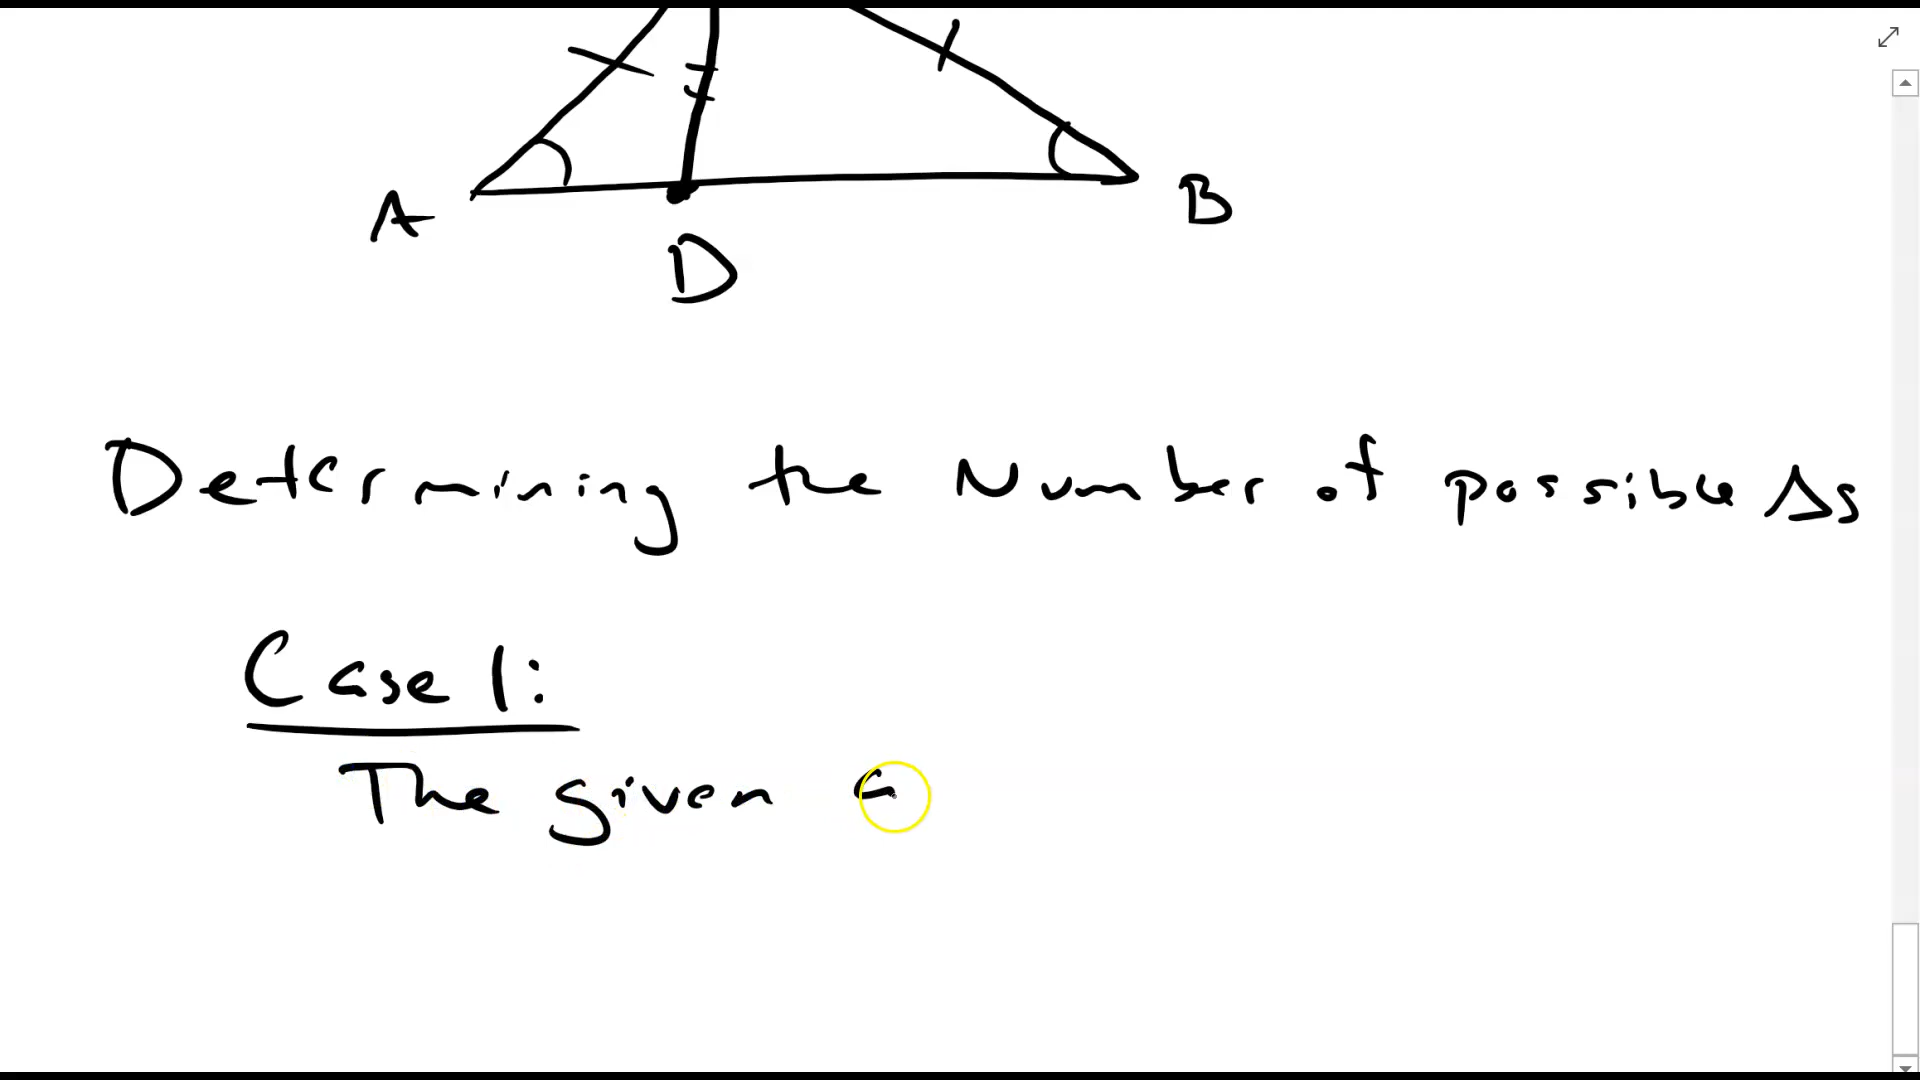 A
B
D
Determining the Number of possible Δs
Case 1:
The given